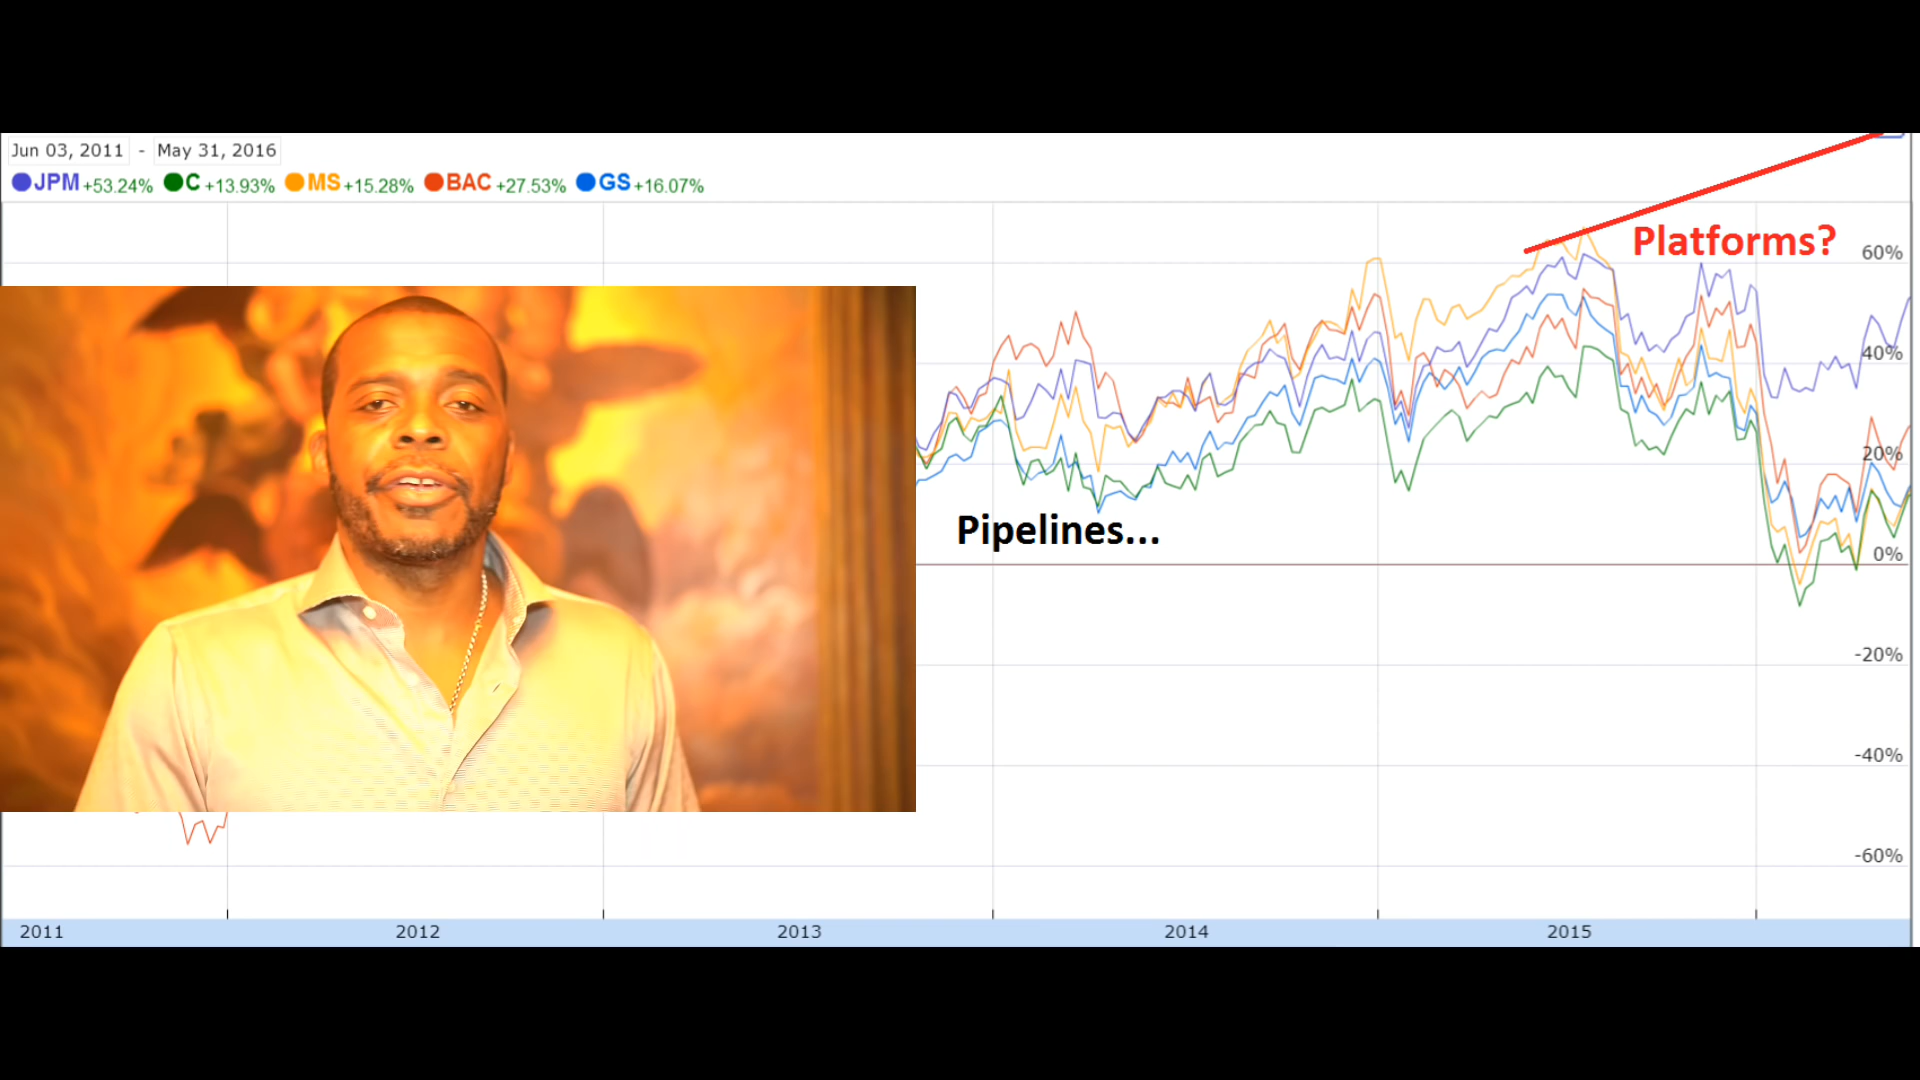 Jun 03, 2011 - May 31, 2016
JPM +53.24% C +13.93% MS +15.28% BAC +27.53% GS +16.07%
Platforms?
60%
40%
20%
Pipelines...
0%
-20%
-40%
-60%
2011 2012 2013 2014 2015